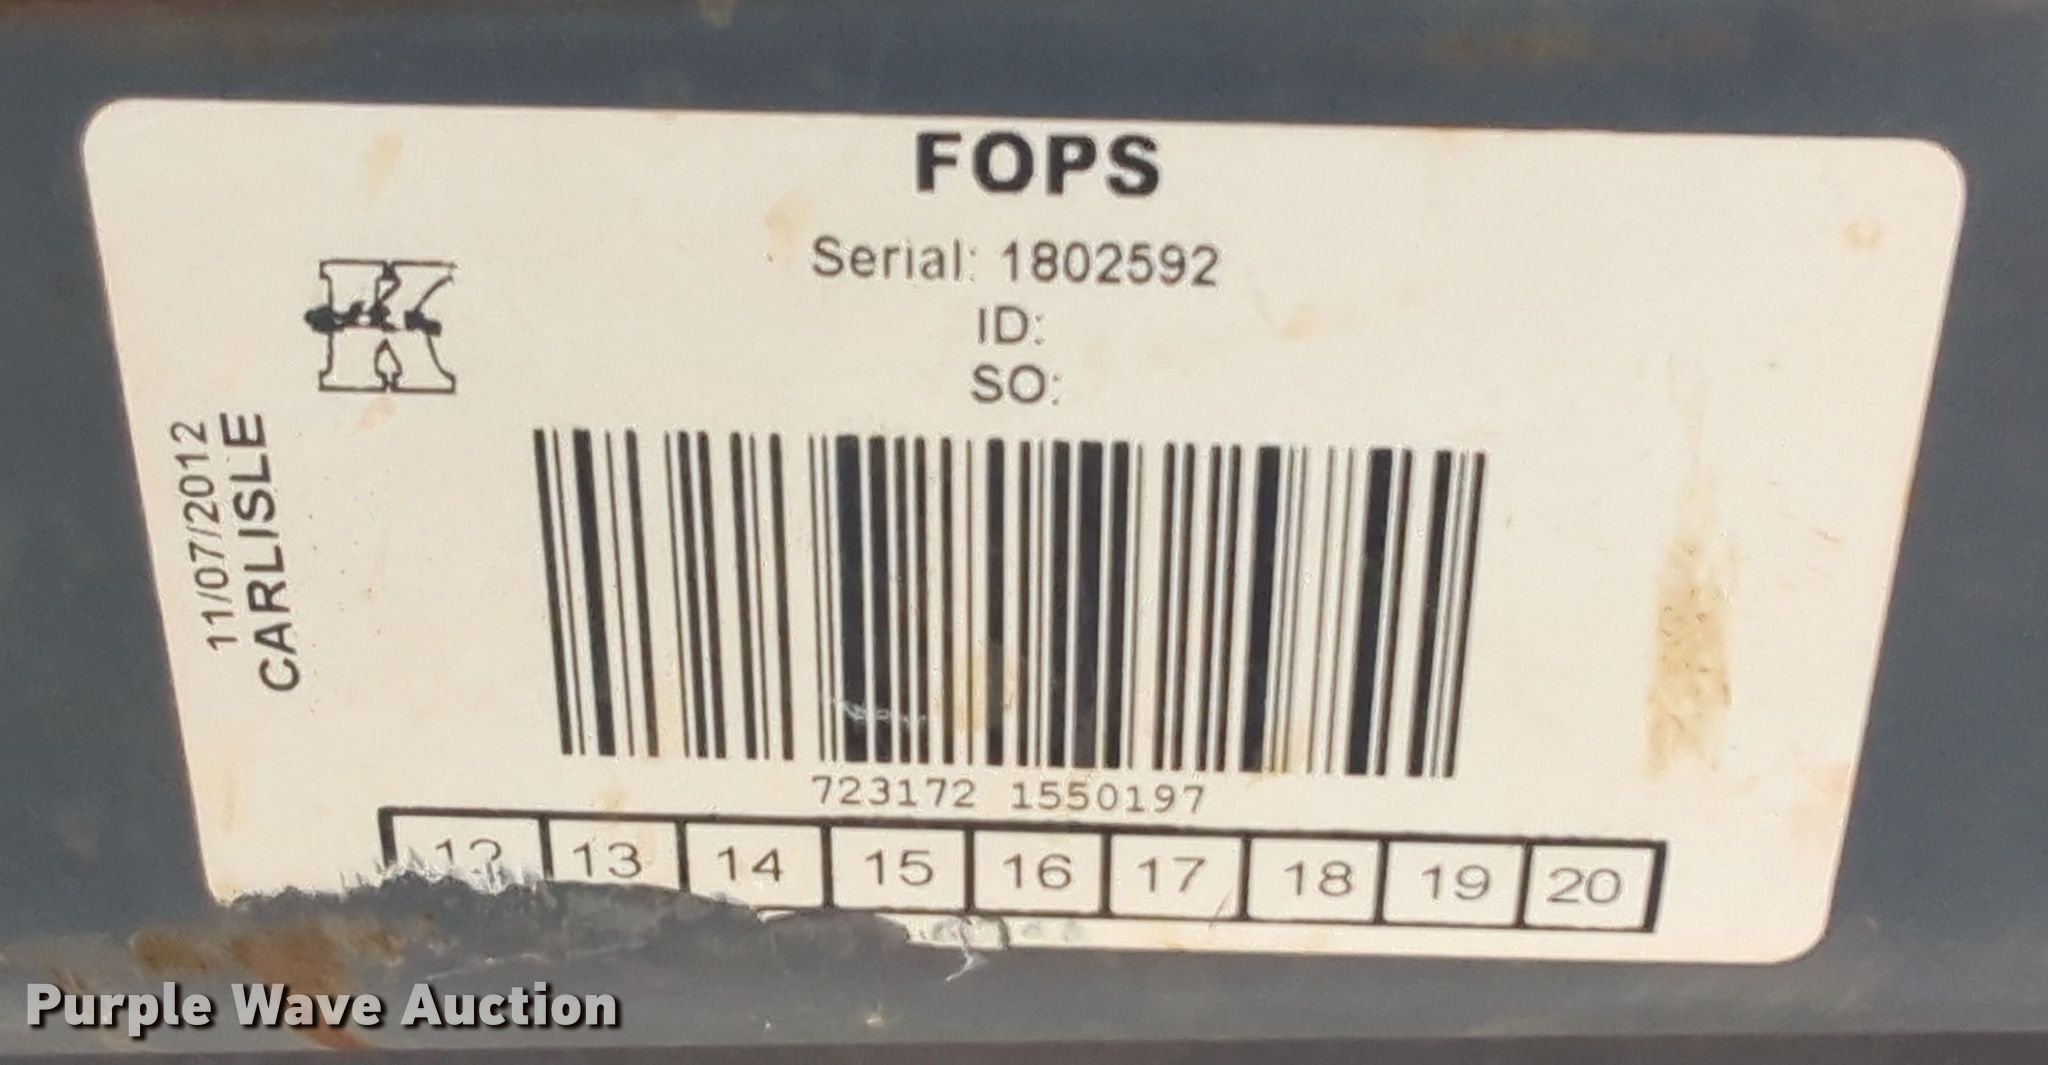 FOPS
Serial: 1802592
ID:
SO:
11/07/2012
CARLISLE
723172 1550197
12 13 14 15 16 17 18 19 20
Purple Wave Auction